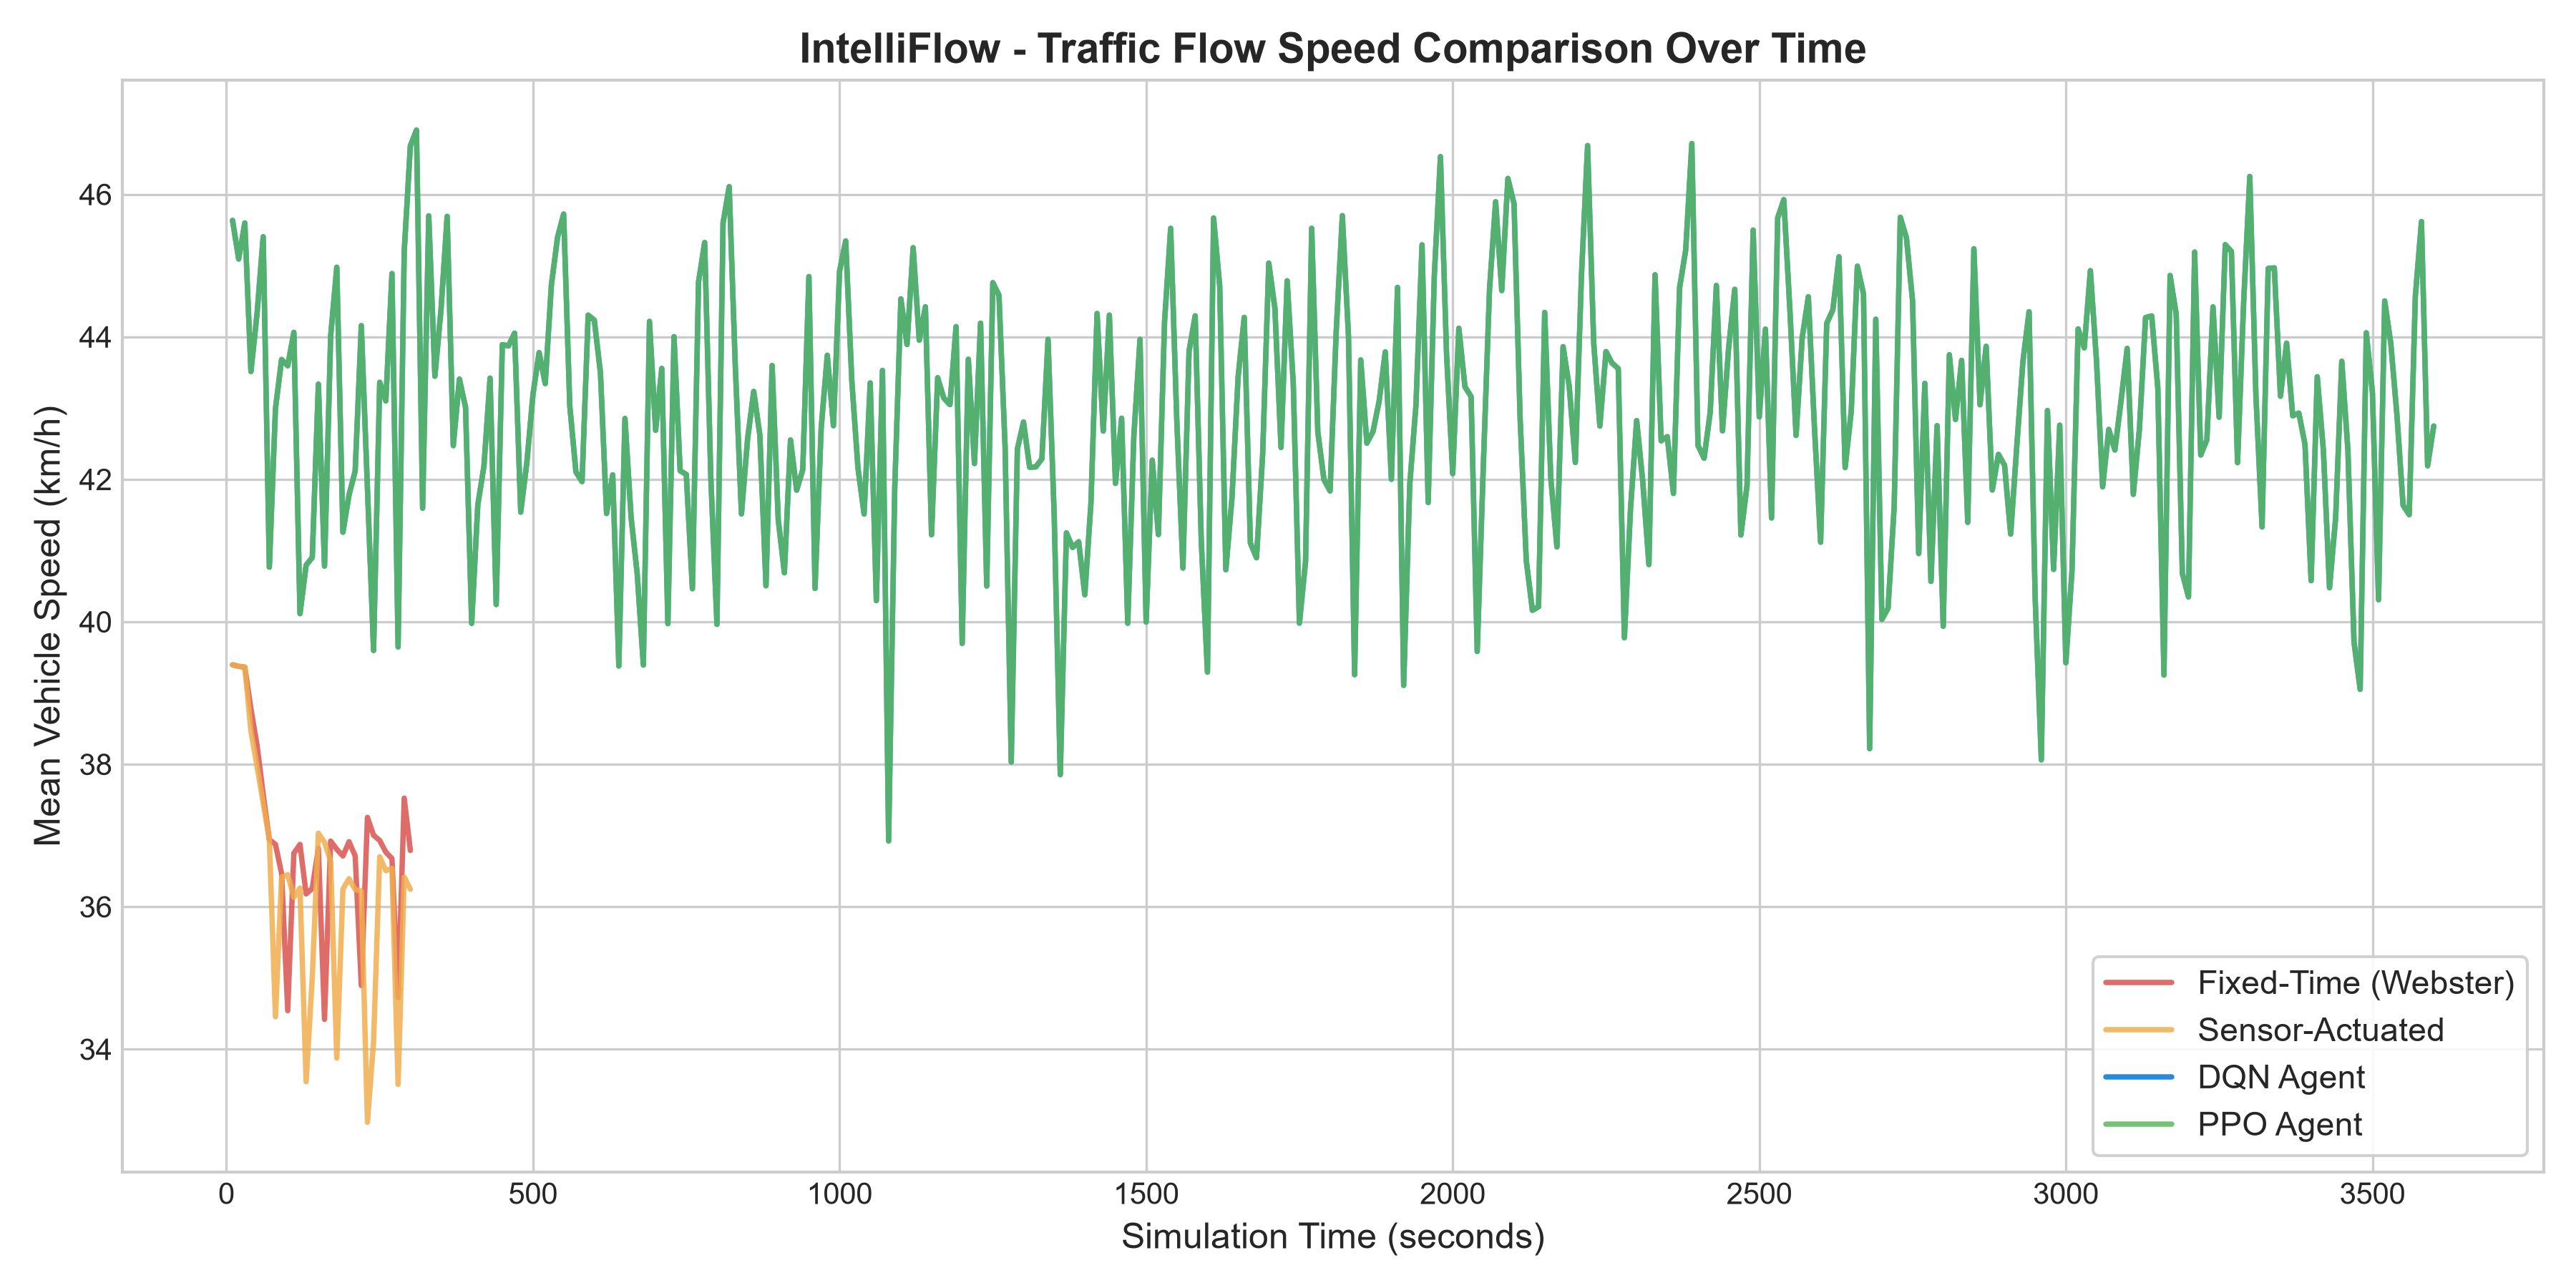 IntelliFlow - Traffic Flow Speed Comparison Over Time
Mean Vehicle Speed (km/h)
46
44
42
40
38
36
34
Fixed-Time (Webster)
Sensor-Actuated
DQN Agent
PPO Agent
0 500 1000 1500 2000 2500 3000 3500
Simulation Time (seconds)